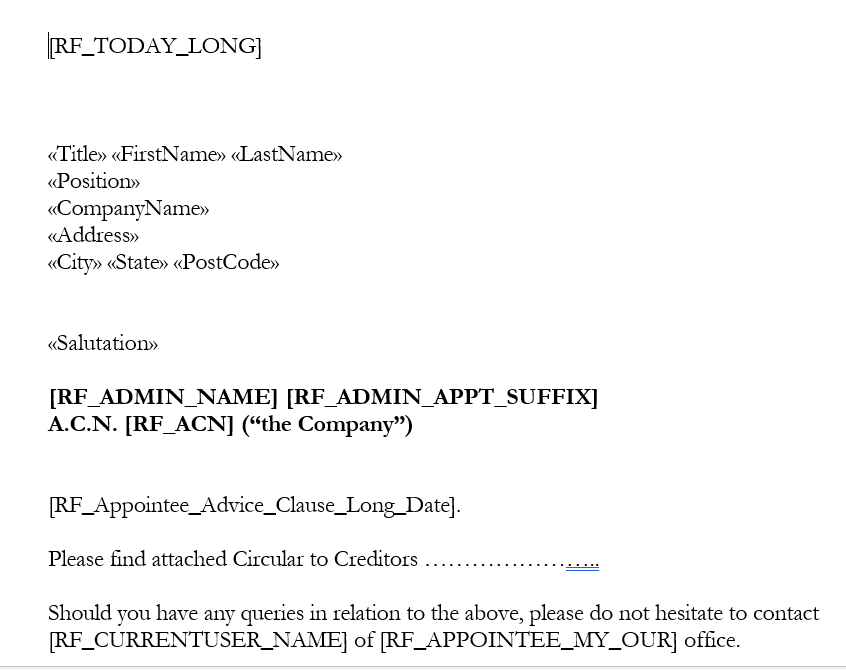 [RF_TODAY_LONG]
«Title» «FirstName» «LastName»
«Position»
«CompanyName»
«Address»
«City» «State» «PostCode»
«Salutation»
[RF_ADMIN_NAME] [RF_ADMIN_APPT_SUFFIX]
A.C.N. [RF_ACN] (“the Company”)
[RF_Appointee_Advice_Clause_Long_Date].
Please find attached Circular to Creditors ……………………..
Should you have any queries in relation to the above, please do not hesitate to contact
[RF_CURRENTUSER_NAME] of [RF_APPOINTEE_MY_OUR] office.